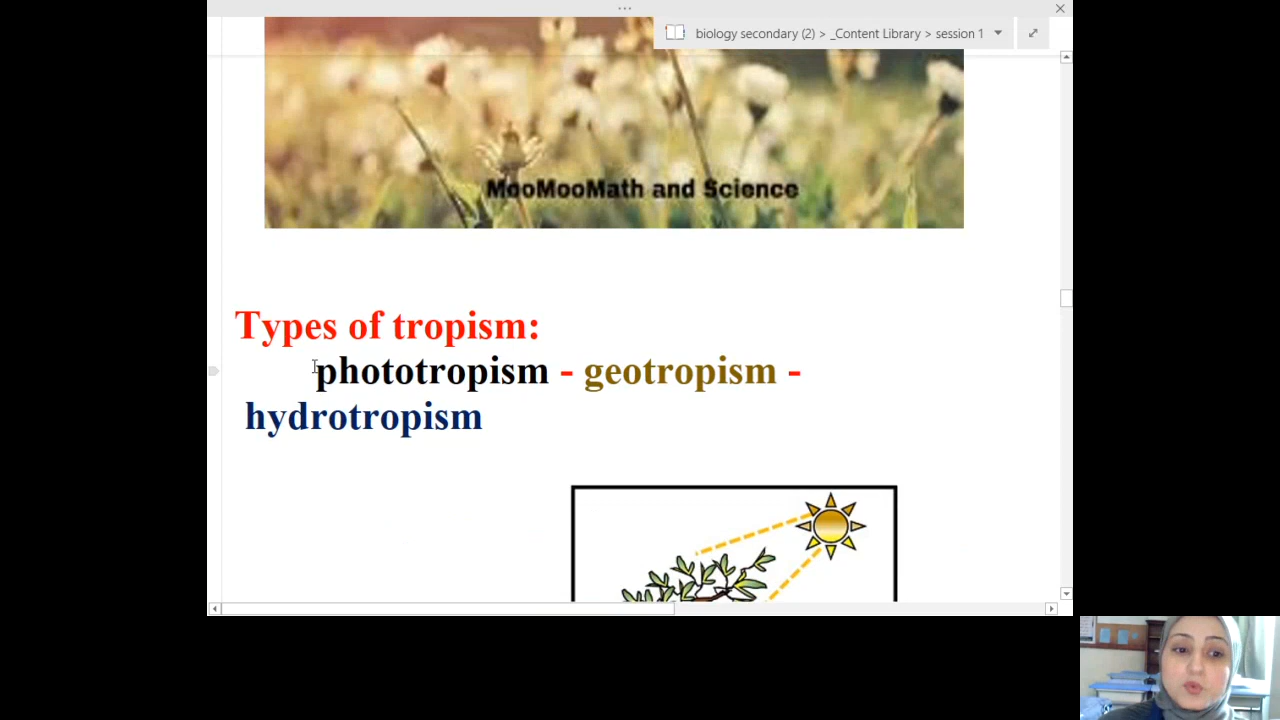 biology secondary (2) > _Content Library > session 1
MooMooMath and Science
Types of tropism:
phototropism - geotropism -
hydrotropism